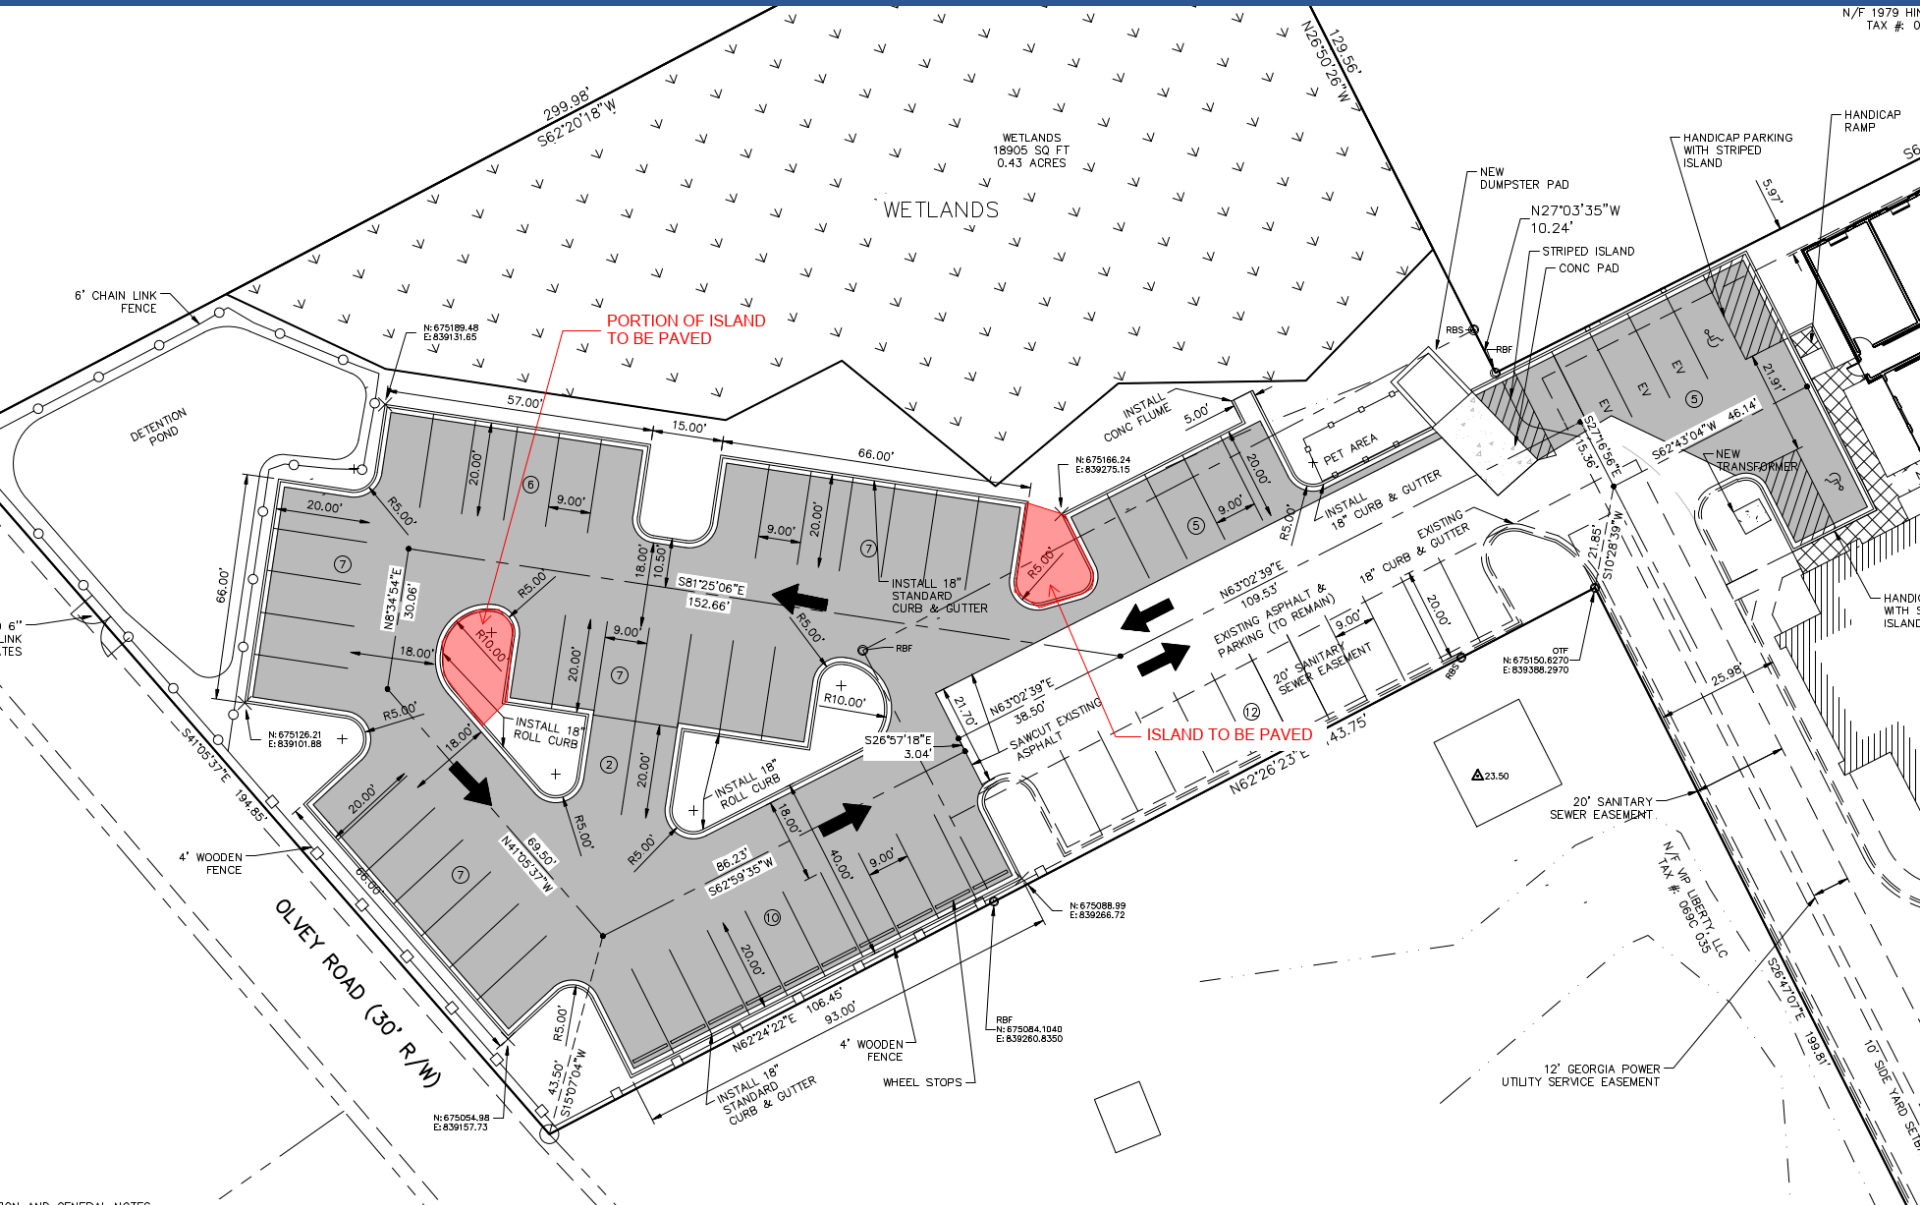 N/F 1979
TAX #:
129.56'
N26°50'26"W
299.98'
S62°20'18"W
WETLANDS
18905 SQ FT
0.43 ACRES
WETLANDS
HANDICAP
RAMP
HANDICAP PARKING
WITH STRIPED
ISLAND
NEW
DUMPSTER PAD
N27°03'35"W
10.24'
STRIPED ISLAND
CONC PAD
5.97'
6' CHAIN LINK
FENCE
N:675189.48
E:839131.65
PORTION OF ISLAND
TO BE PAVED
RBS
RBF
DETENTION
POND
57.00'
15.00'
66.00'
INSTALL
CONC FLUME
5.00'
PET AREA
EV
EV
EV
5
21.91'
S62°43'04"W
46.14'
S27°16'56"E
15.36'
NEW
TRANSFORMER
N:675166.24
E:839275.15
20.00'
6
9.00'
20.00'
R5.00'
7
66.00'
9.00'
20.00'
7
20.00'
9.00'
5
R5.00'
INSTALL
18" CURB & GUTTER
EXISTING
18" CURB & GUTTER
21.85'
S10°28'39"W
18.00'
10.50'
S81°25'06"E
152.66'
INSTALL 18"
STANDARD
CURB & GUTTER
R5.00'
N63°02'39"E
109.53'
EXISTING ASPHALT &
PARKING (TO REMAIN)
20' SANITARY
SEWER EASEMENT
9.00'
20.00'
N8°34'54"E
30.06'
R5.00'
R10.00'
9.00'
20.00'
7
18.00'
R5.00'
RBF
R10.00'
OTF
N:675150.6270
E:839388.2970
RBS
25.98'
N:675126.21
E:839101.88
R5.00'
18.00'
INSTALL 18"
ROLL CURB
2
20.00'
INSTALL 18"
ROLL CURB
S26°57'18"E
3.04'
21.70'
N63°02'39"E
38.50'
SAWCUT EXISTING
ASPHALT
12
ISLAND TO BE PAVED
43.75'
N62°26'23"E
23.50
20' SANITARY
SEWER EASEMENT
S41°05'37"E
194.85'
20.00'
4' WOODEN
FENCE
66.00'
7
69.50'
N41°05'37"W
R5.00'
R5.00'
86.23'
S62°59'35"W
18.00'
40.00'
9.00'
10
20.00'
N/F VIP LIBERTY, LLC
TAX #: 069C 035
OLVEY ROAD (30' R/W)
N:675088.99
E:839266.72
RBF
N:675084.1040
E:839260.8350
S26°47'07"E
199.81'
R5.00'
43.50'
S15°07'04"W
N62°24'22"E
106.45'
93.00'
4' WOODEN
FENCE
WHEEL STOPS
INSTALL 18"
STANDARD
CURB & GUTTER
12' GEORGIA POWER
UTILITY SERVICE EASEMENT
10' SIDE YARD
N:675054.98
E:839157.73
AND GENERAL NOTES